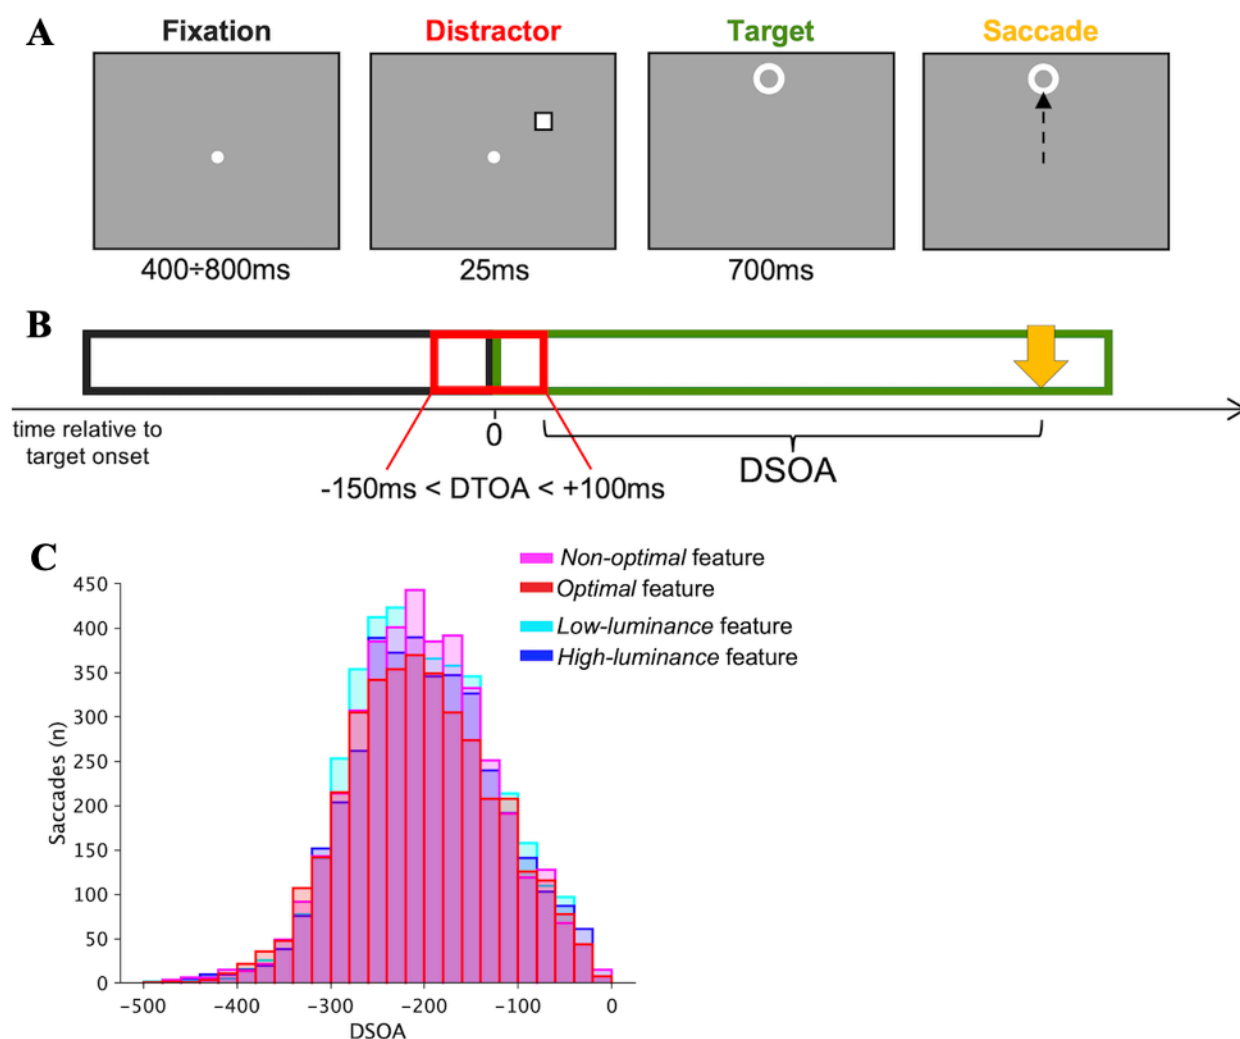 A
Fixation
Distractor
Target
Saccade
400÷800ms
25ms
700ms
B
time relative to
target onset
0
-150ms < DTOA < +100ms
DSOA
C
Non-optimal feature
Optimal feature
Low-luminance feature
High-luminance feature
450
400
350
300
250
200
150
100
50
0
Saccades (n)
−500
−400
−300
−200
−100
0
DSOA